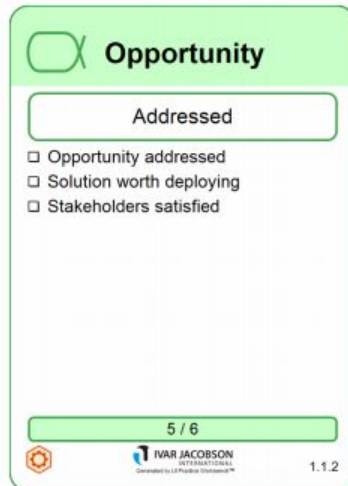 Opportunity
Addressed
Opportunity addressed
Solution worth deploying
Stakeholders satisfied
5 / 6
IVAR JACOBSON
INTERNATIONAL
1.1.2